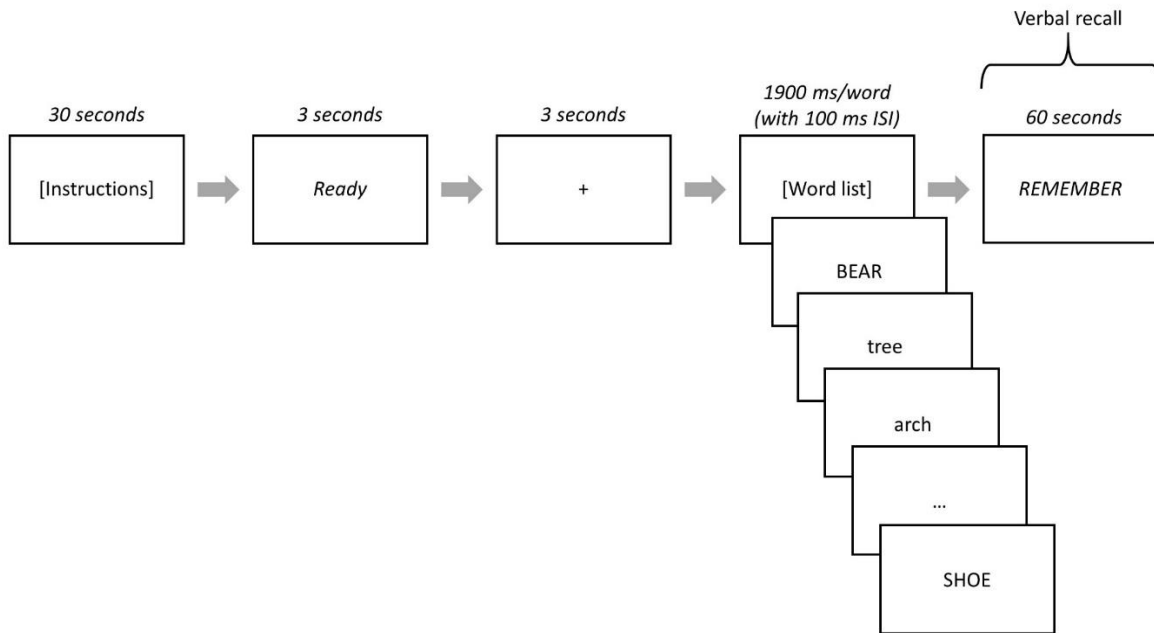 Verbal recall
30 seconds
3 seconds
3 seconds
1900 ms/word
(with 100 ms ISI)
60 seconds
[Instructions]
Ready
+
[Word list]
REMEMBER
BEAR
tree
arch
...
SHOE